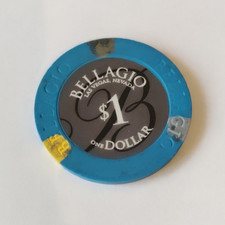 BELLAGIO
LAS VEGAS, NEVADA
$1
ONE DOLLAR